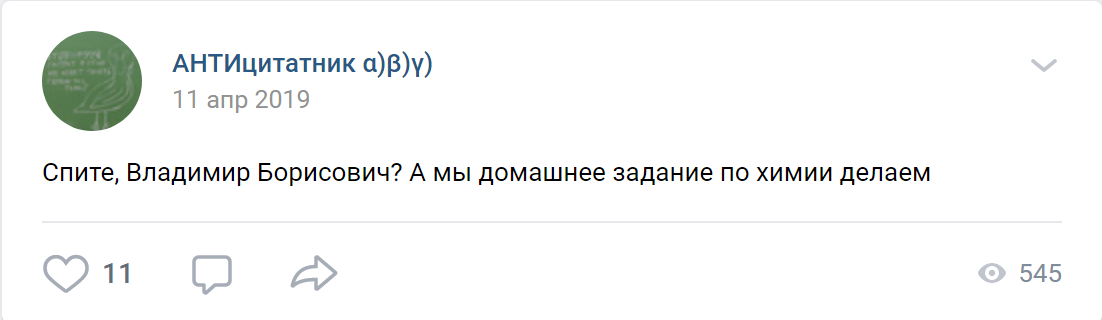 АНТИцитатник α)β)γ)
11 апр 2019
Спите, Владимир Борисович? А мы домашнее задание по химии делаем
11
545